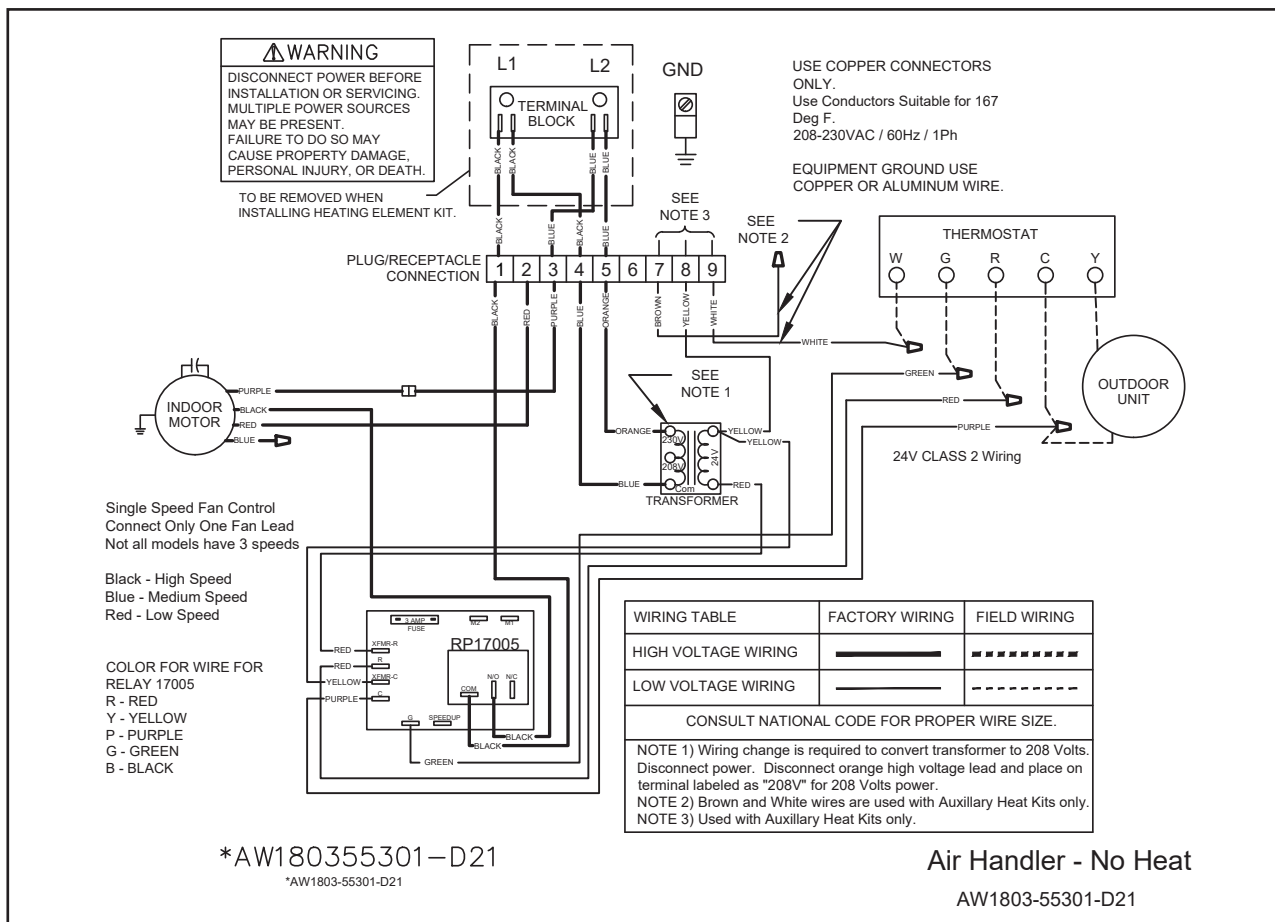 WARNING
DISCONNECT POWER BEFORE
INSTALLATION OR SERVICING.
MULTIPLE POWER SOURCES
MAY BE PRESENT.
FAILURE TO DO SO MAY
CAUSE PROPERTY DAMAGE,
PERSONAL INJURY, OR DEATH.
TO BE REMOVED WHEN
INSTALLING HEATING ELEMENT KIT.
L1 L2
TERMINAL
BLOCK
GND
USE COPPER CONNECTORS
ONLY.
Use Conductors Suitable for 167
Deg F.
208-230VAC / 60Hz / 1Ph
EQUIPMENT GROUND USE
COPPER OR ALUMINUM WIRE.
BLACK BLACK BLUE BLUE
BLACK BLUE BLACK BLUE
SEE
NOTE 3
SEE
NOTE 2
PLUG/RECEPTACLE
CONNECTION
1 2 3 4 5 6 7 8 9
BLACK RED PURPLE BLUE ORANGE BROWN YELLOW WHITE
THERMOSTAT
W G R C Y
WHITE
GREEN
RED
PURPLE
OUTDOOR
UNIT
24V CLASS 2 Wiring
INDOOR
MOTOR
PURPLE
BLACK
RED
BLUE
SEE
NOTE 1
ORANGE
BLUE
230V
208V
Com
24V
YELLOW
YELLOW
RED
TRANSFORMER
Single Speed Fan Control
Connect Only One Fan Lead
Not all models have 3 speeds
Black - High Speed
Blue - Medium Speed
Red - Low Speed
COLOR FOR WIRE FOR
RELAY 17005
R - RED
Y - YELLOW
P - PURPLE
G - GREEN
B - BLACK
3 AMP
FUSE
M2 M1
RP17005
RED XFMR-R
RED R
YELLOW XFMR-C
PURPLE C
COM N/O N/C
G SPEEDUP
BLACK
BLACK
GREEN
WIRING TABLE FACTORY WIRING FIELD WIRING
HIGH VOLTAGE WIRING
LOW VOLTAGE WIRING
CONSULT NATIONAL CODE FOR PROPER WIRE SIZE.
NOTE 1) Wiring change is required to convert transformer to 208 Volts.
Disconnect power. Disconnect orange high voltage lead and place on
terminal labeled as "208V" for 208 Volts power.
NOTE 2) Brown and White wires are used with Auxillary Heat Kits only.
NOTE 3) Used with Auxillary Heat Kits only.
*AW180355301-D21
*AW1803-55301-D21
Air Handler - No Heat
AW1803-55301-D21